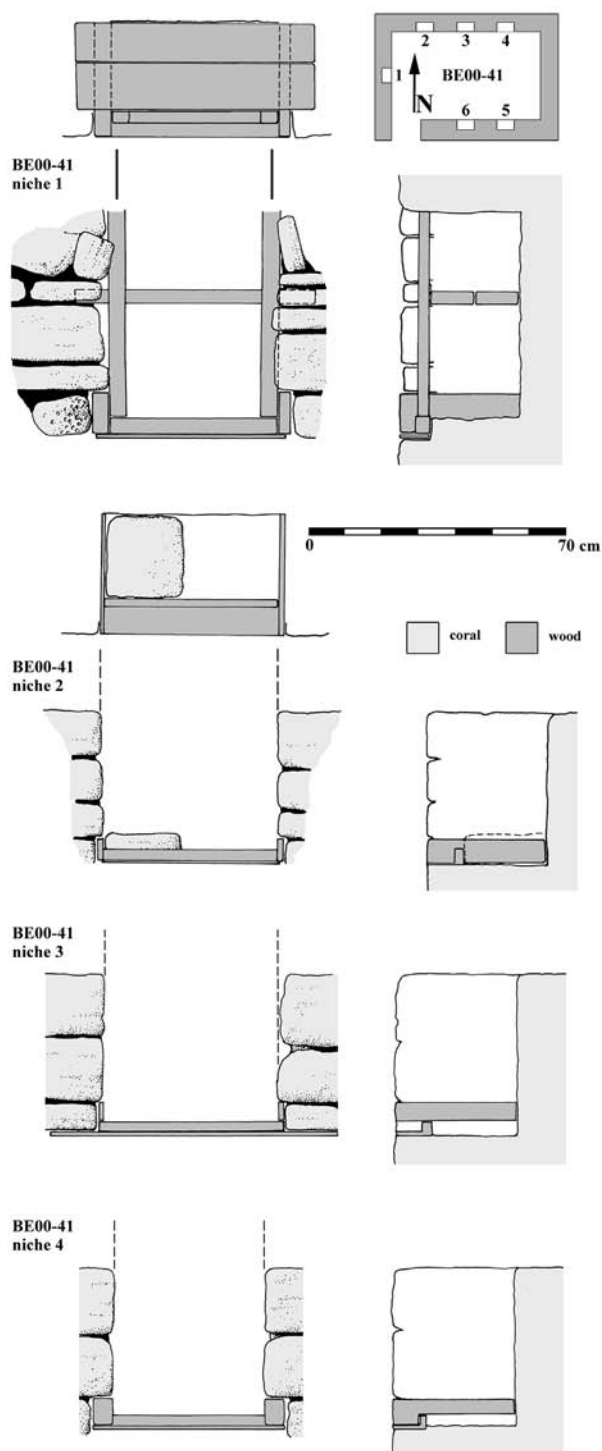 2 3 4
1 BE00-41
N
6 5
BE00-41
niche 1
0 70 cm
coral wood
BE00-41
niche 2
BE00-41
niche 3
BE00-41
niche 4